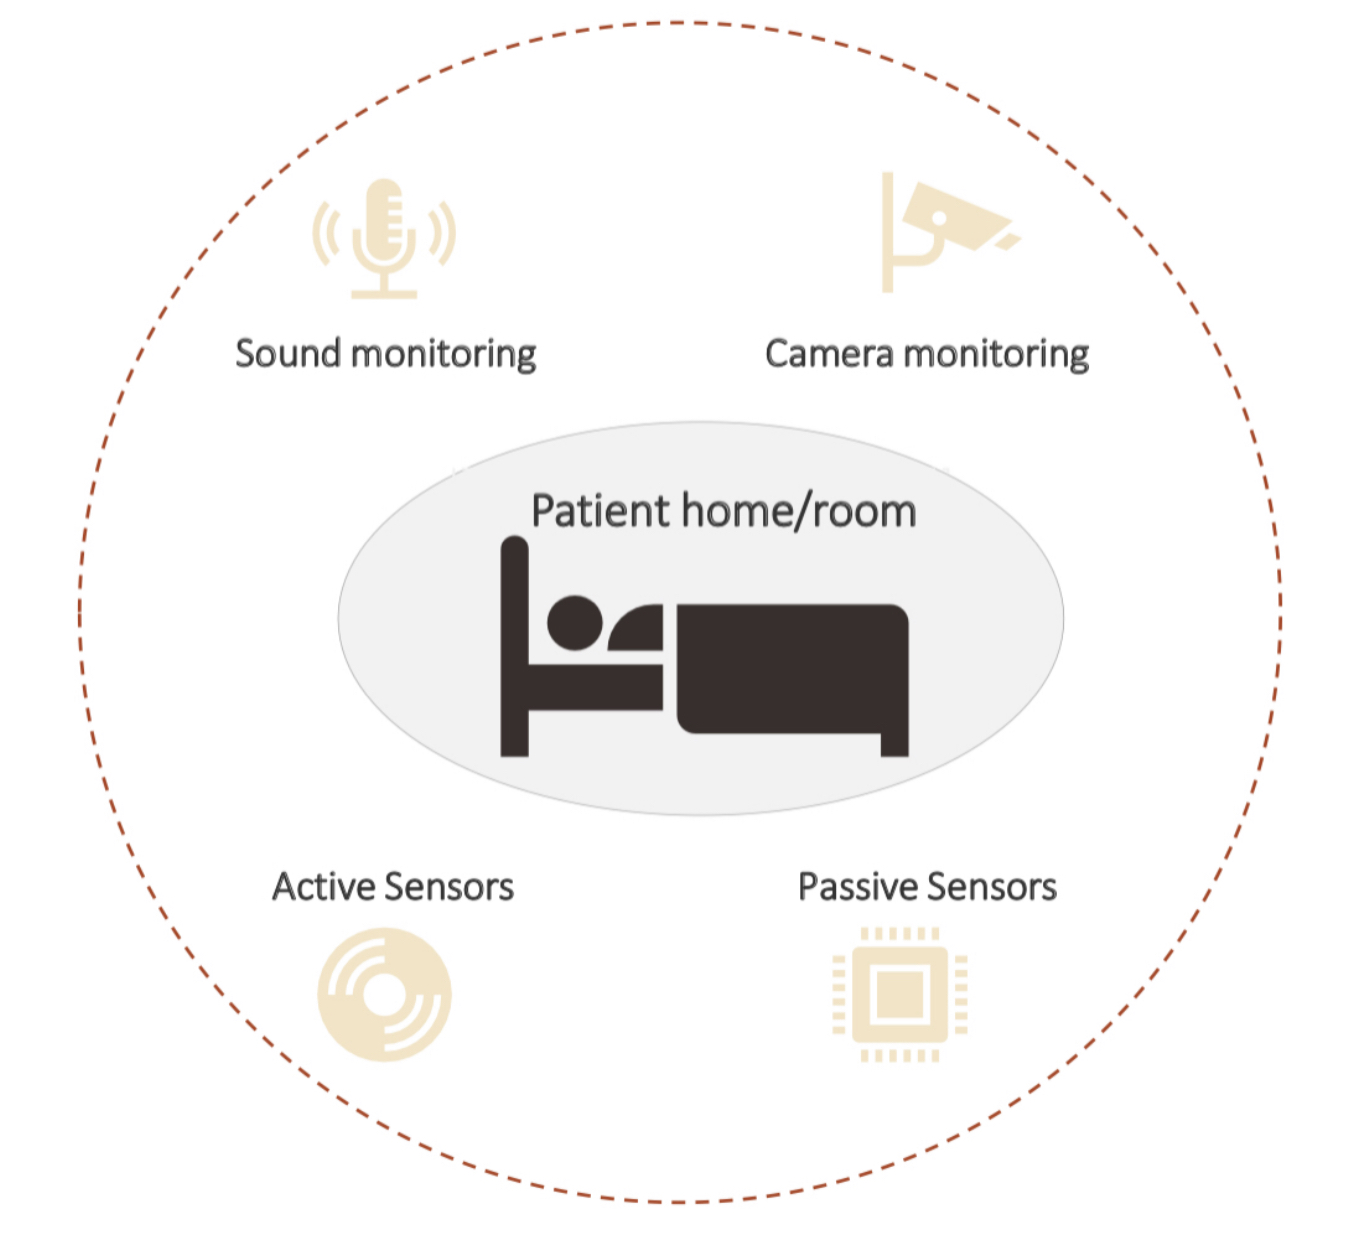 Sound monitoring
Camera monitoring
Patient home/room
Active Sensors
Passive Sensors